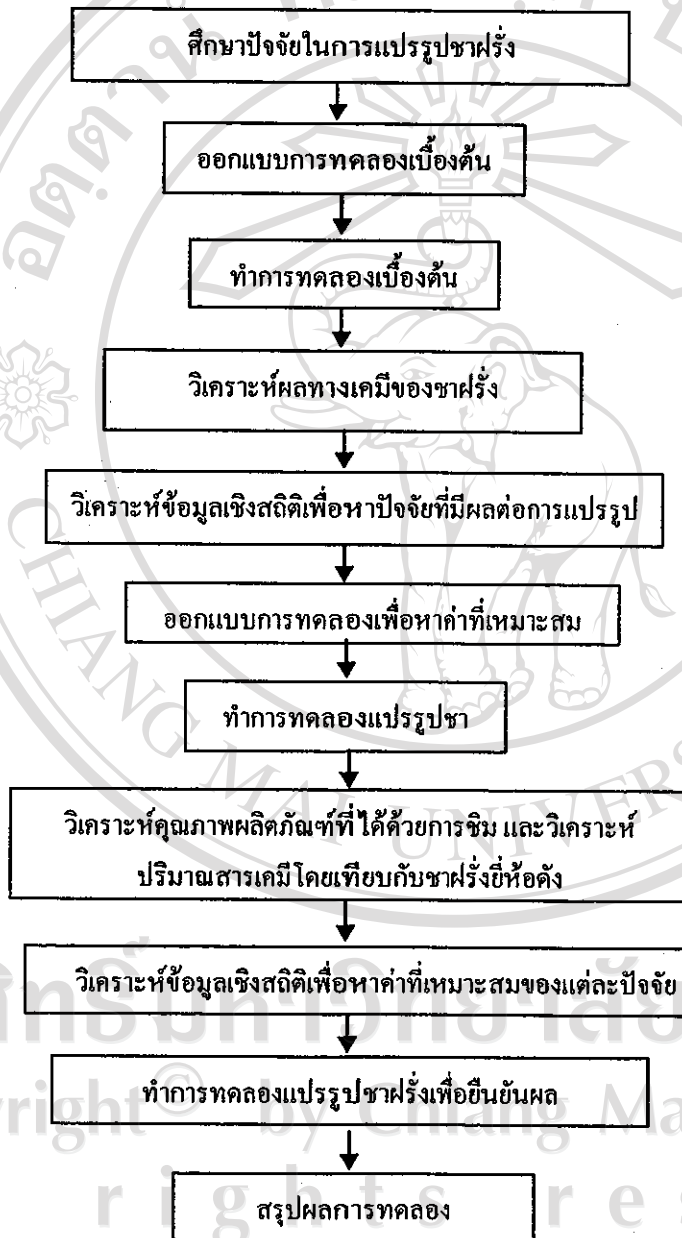 ศึกษาปัจจัยในการแปรรูปชาฝรั่ง
ออกแบบการทดลองเบื้องต้น
ทำการทดลองเบื้องต้น
วิเคราะห์ผลทางเคมีของชาฝรั่ง
วิเคราะห์ข้อมูลเชิงสถิติเพื่อหาปัจจัยที่มีผลต่อการแปรรูป
ออกแบบการทดลองเพื่อหาค่าที่เหมาะสม
ทำการทดลองแปรรูปชา
วิเคราะห์คุณภาพผลิตภัณฑ์ที่ได้ด้วยการชิม และวิเคราะห์
ปริมาณสารเคมีโดยเทียบกับชาฝรั่งยี่ห้อดัง
วิเคราะห์ข้อมูลเชิงสถิติเพื่อหาค่าที่เหมาะสมของแต่ละปัจจัย
ทำการทดลองแปรรูปชาฝรั่งเพื่อยืนยันผล
สรุปผลการทดลอง
CHIANG MAI UNIVERS
right © by Chiang Ma
rights res